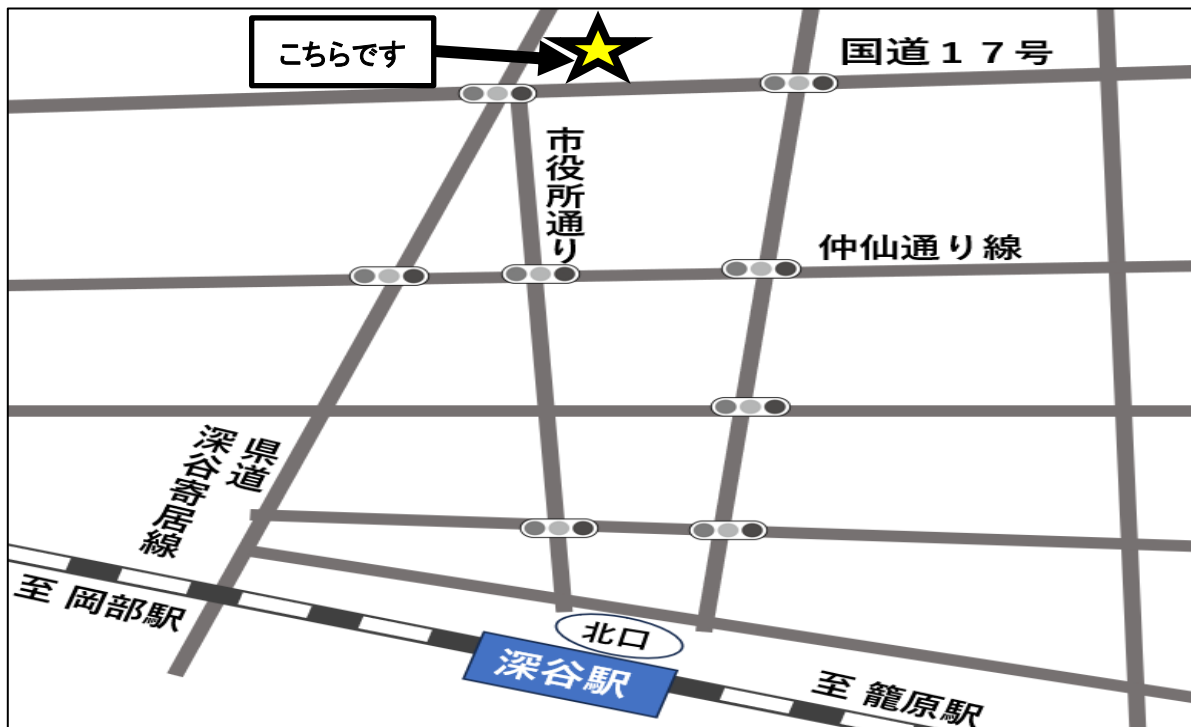 こちらです
国道１７号
市役所通り
仲仙通り線
県道
深谷寄居線
至 岡部駅
北口
深谷駅
至 籠原駅